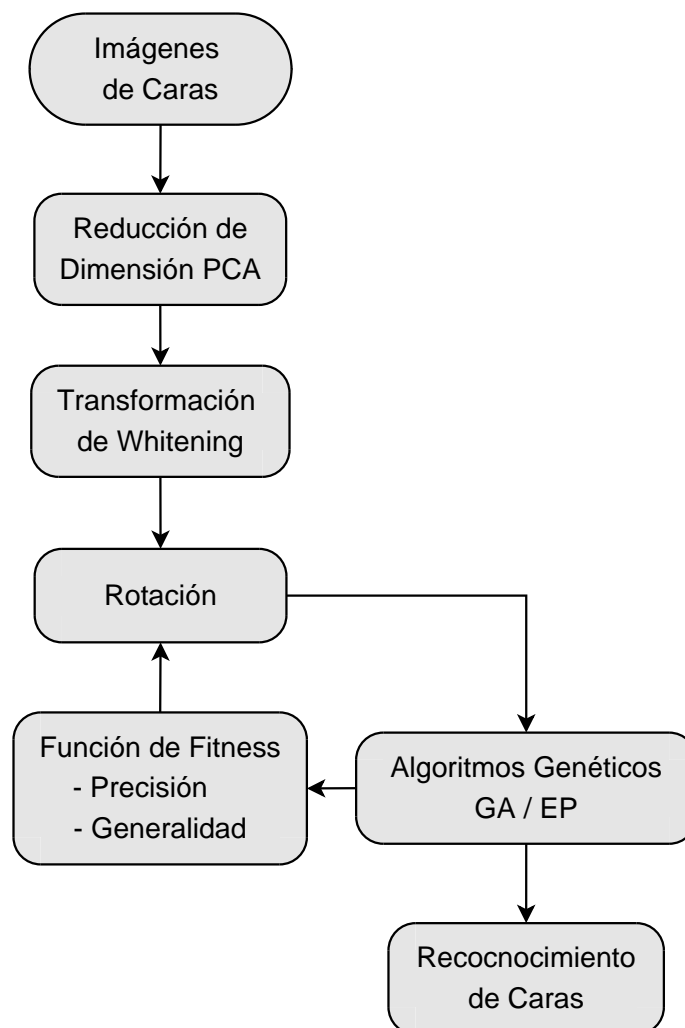 Imágenes
de Caras
Reducción de
Dimensión PCA
Transformación
de Whitening
Rotación
Función de Fitness
- Precisión
- Generalidad
Algoritmos Genéticos
GA / EP
Recocnocimiento
de Caras